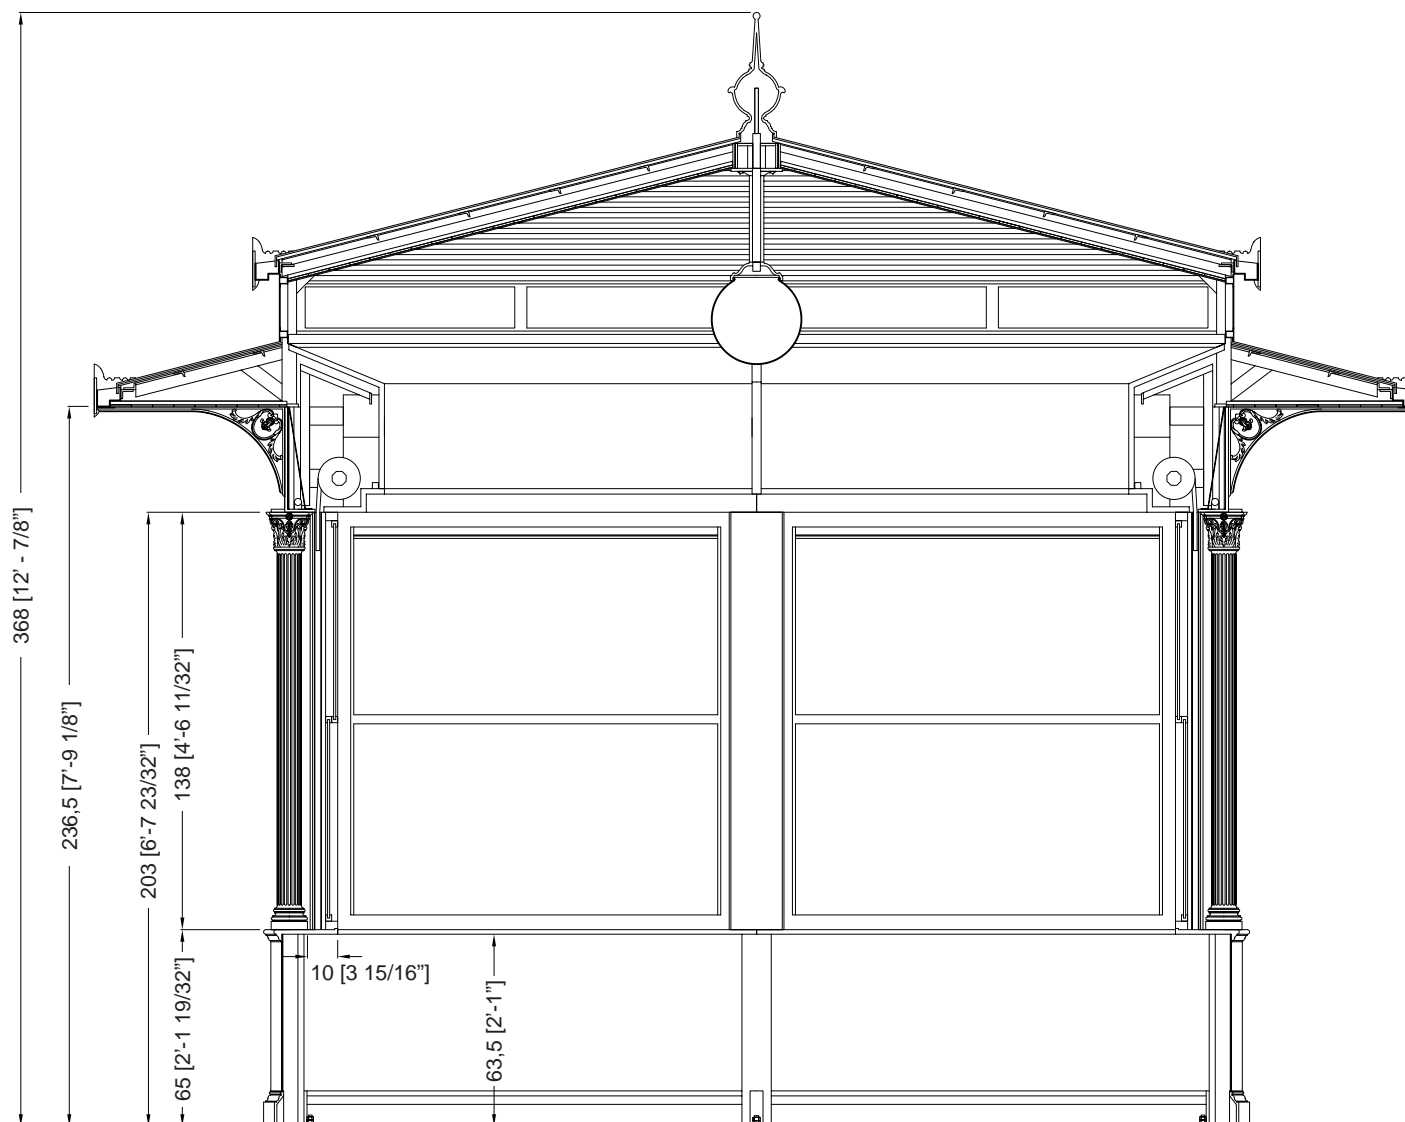 368 [12’ - 7/8”]
236,5 [7’-9 1/8”]
203 [6’-7 23/32”]
138 [4’-6 11/32”]
65 [2’-1 19/32”]
10 [3 15/16”]
63,5 [2’-1”]